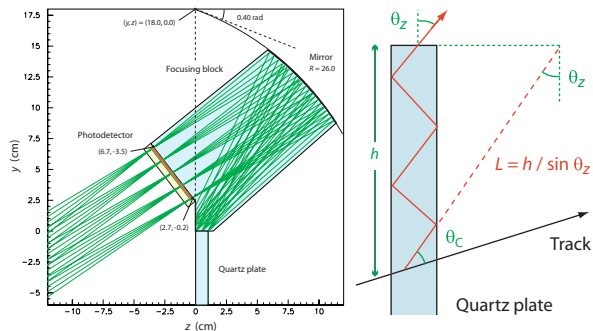 17.5
15
12.5
10
7.5
5
2.5
0
−2.5
−5
y (cm)
(y,z) = (18.0, 0.0)
0.40 rad
Mirror
R = 26.0
Focusing block
Photodetector
(6.7, -3.5)
(2.7, -0.2)
Quartz plate
−10 −7.5 −5 −2.5 0 2.5 5 7.5 10
z (cm)
θz
θz
h
L = h / sin θz
θC
Track
Quartz plate